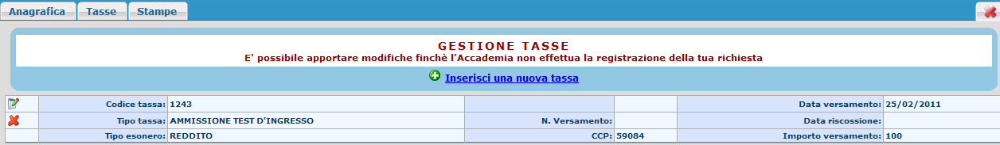 Anagrafica Tasse Stampe
GESTIONE TASSE
E' possibile apportare modifiche finchè l'Accademia non effettua la registrazione della tua richiesta
Inserisci una nuova tassa
Codice tassa: 1243 Data versamento: 25/02/2011
Tipo tassa: AMMISSIONE TEST D'INGRESSO N. Versamento: Data riscossione:
Tipo esonero: REDDITO CCP: 59084 Importo versamento: 100